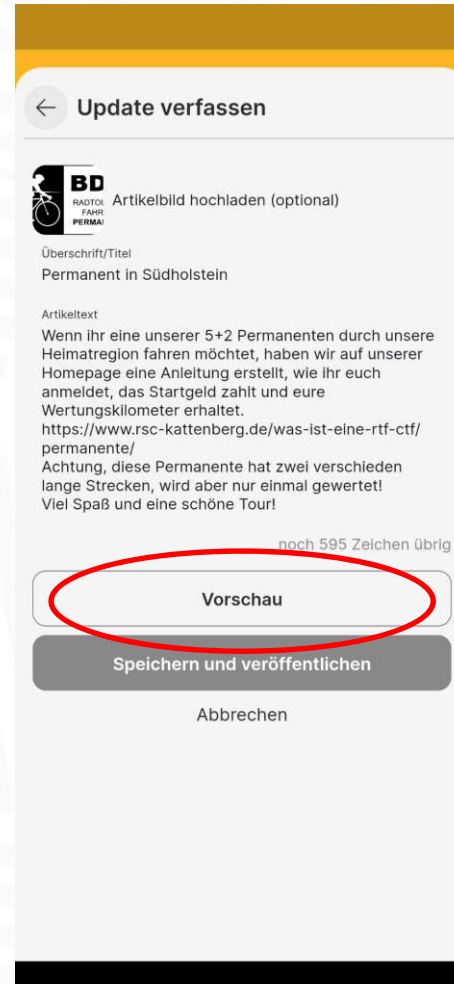 Update verfassen
BD
RADTO
FAHR
PERMA
Artikelbild hochladen (optional)
Überschrift/Titel
Permanent in Südholstein
Artikeltext
Wenn ihr eine unserer 5+2 Permanenten durch unsere
Heimatregion fahren möchtet, haben wir auf unserer
Homepage eine Anleitung erstellt, wie ihr euch
anmeldet, das Startgeld zahlt und eure
Wertungskilometer erhaltet.
https://www.rsc-kattenberg.de/was-ist-eine-rtf-ctf/
permanente/
Achtung, diese Permanente hat zwei verschieden
lange Strecken, wird aber nur einmal gewertet!
Viel Spaß und eine schöne Tour!
noch 595 Zeichen übrig
Vorschau
Speichern und veröffentlichen
Abbrechen